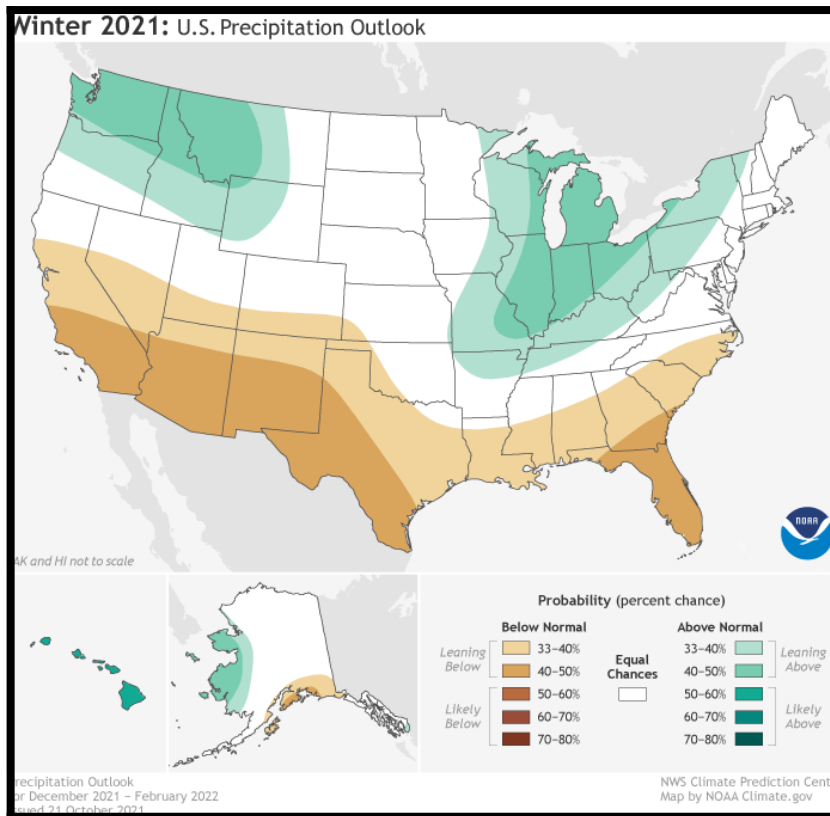 Winter 2021: U.S. Precipitation Outlook
NOAA
AK and HI not to scale
Probability (percent chance)
Below Normal
Above Normal
Leaning Below
33–40%
40–50%
Likely Below
50–60%
60–70%
70–80%
Equal Chances
33–40%
40–50%
Leaning Above
50–60%
60–70%
70–80%
Likely Above
recipitation Outlook
or December 2021 – February 2022
ssued 21 October 2021
NWS Climate Prediction Cent
Map by NOAA Climate.gov